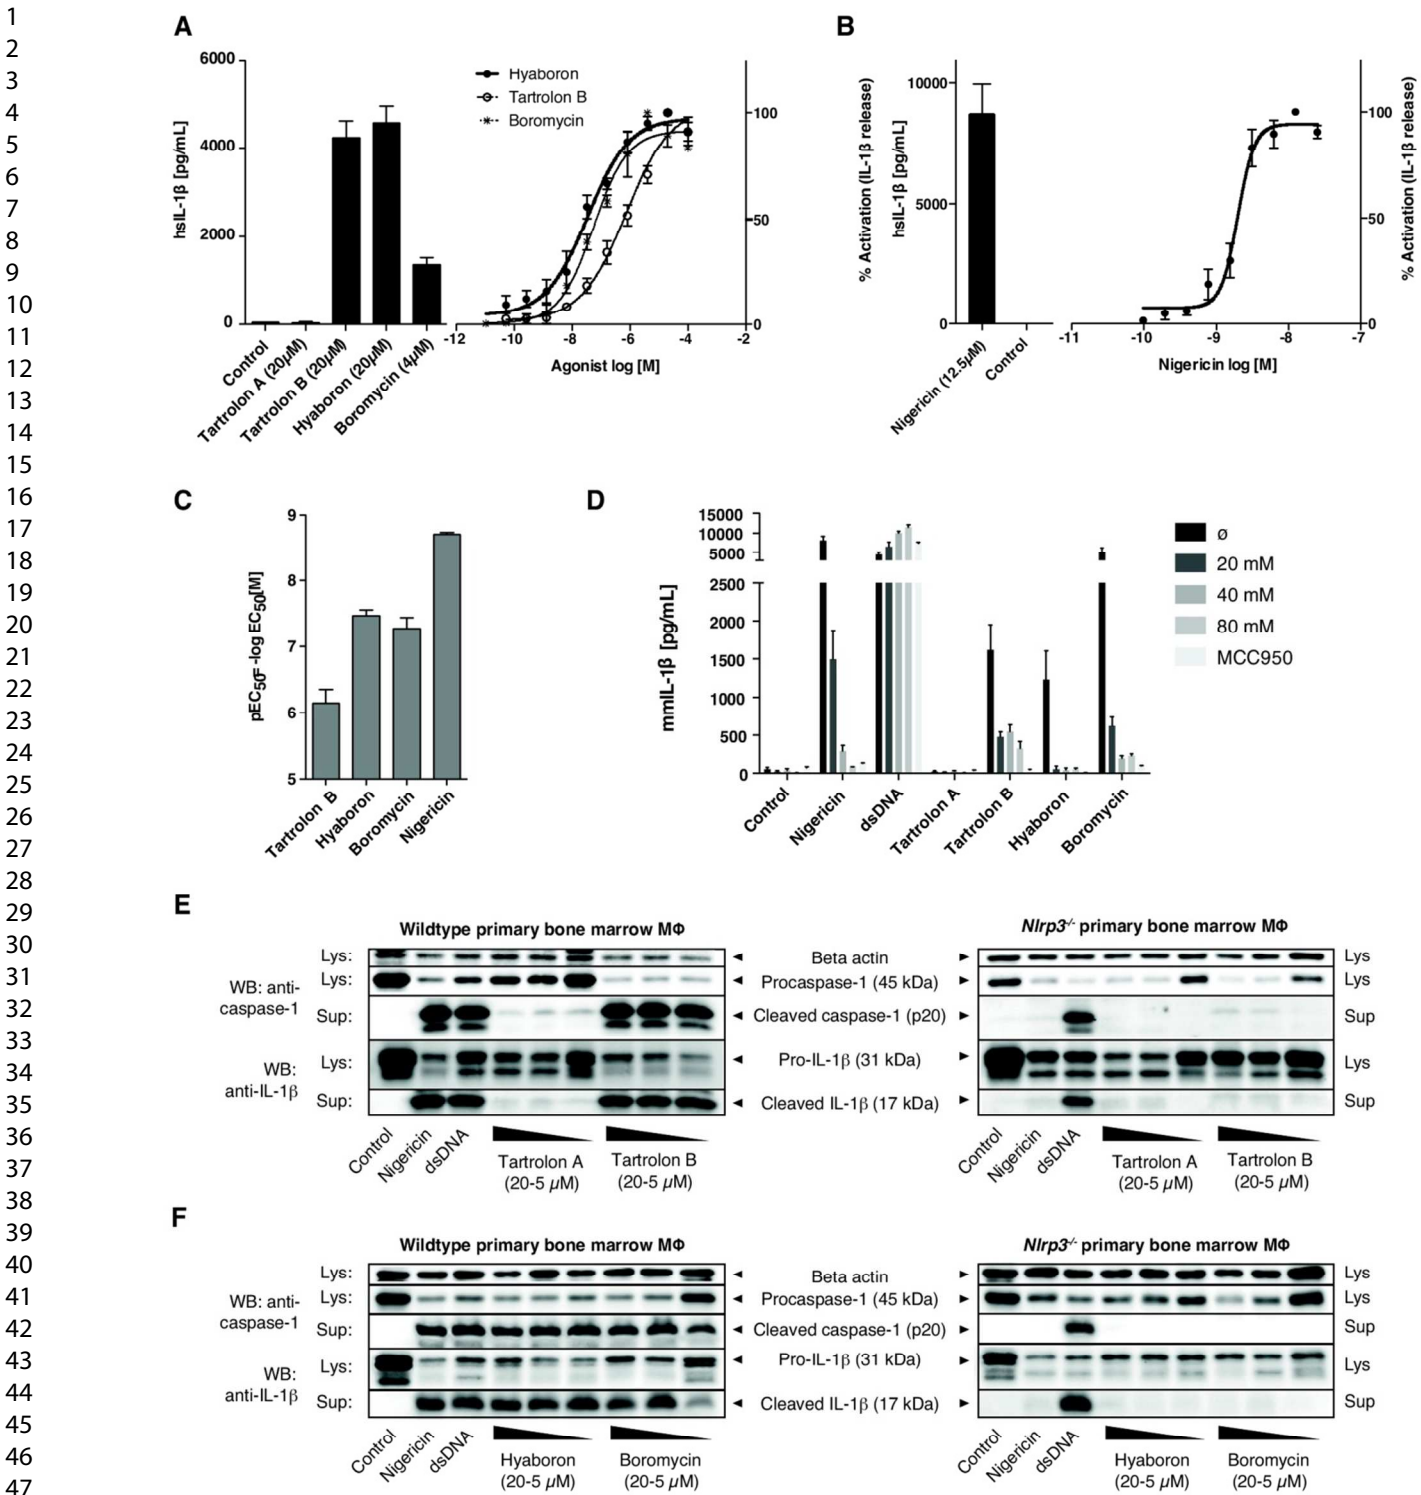 1
2
3
4
5
6
7
8
9
10
11
12
13
14
15
16
17
18
19
20
21
22
23
24
25
26
27
28
29
30
31
32
33
34
35
36
37
38
39
40
41
42
43
44
45
46
47
A
hsIL-1β [pg/mL]
6000
4000
2000
0
Control
Tartrolon A (20µM)
Tartrolon B (20µM)
Hyaboron (20µM)
Boromycin (4µM)
Hyaboron
Tartrolon B
Boromycin
100
50
0
-12
-10
-8
-6
-4
-2
Agonist log [M]
% Activation (IL-1β release)
B
hsIL-1β [pg/mL]
10000
5000
0
Nigericin (12.5µM)
Control
100
50
0
-11
-10
-9
-8
-7
Nigericin log [M]
% Activation (IL-1β release)
C
pEC50= -log EC50[M]
9
8
7
6
5
Tartrolon B
Hyaboron
Boromycin
Nigericin
D
mmIL-1β [pg/mL]
15000
10000
5000
2500
2000
1500
1000
500
0
Control
Nigericin
dsDNA
Tartrolon A
Tartrolon B
Hyaboron
Boromycin
ø
20 mM
40 mM
80 mM
MCC950
E
Wildtype primary bone marrow MΦ
Nlrp3-/- primary bone marrow MΦ
WB: anti-
caspase-1
WB:
anti-IL-1β
Lys:
Lys:
Sup:
Lys:
Sup:
Beta actin
Procaspase-1 (45 kDa)
Cleaved caspase-1 (p20)
Pro-IL-1β (31 kDa)
Cleaved IL-1β (17 kDa)
Lys
Lys
Sup
Lys
Sup
Control
Nigericin
dsDNA
Tartrolon A
(20-5 µM)
Tartrolon B
(20-5 µM)
Control
Nigericin
dsDNA
Tartrolon A
(20-5 µM)
Tartrolon B
(20-5 µM)
F
Wildtype primary bone marrow MΦ
Nlrp3-/- primary bone marrow MΦ
WB: anti-
caspase-1
WB:
anti-IL-1β
Lys:
Lys:
Sup:
Lys:
Sup:
Beta actin
Procaspase-1 (45 kDa)
Cleaved caspase-1 (p20)
Pro-IL-1β (31 kDa)
Cleaved IL-1β (17 kDa)
Lys
Lys
Sup
Lys
Sup
Control
Nigericin
dsDNA
Hyaboron
(20-5 µM)
Boromycin
(20-5 µM)
Control
Nigericin
dsDNA
Hyaboron
(20-5 µM)
Boromycin
(20-5 µM)